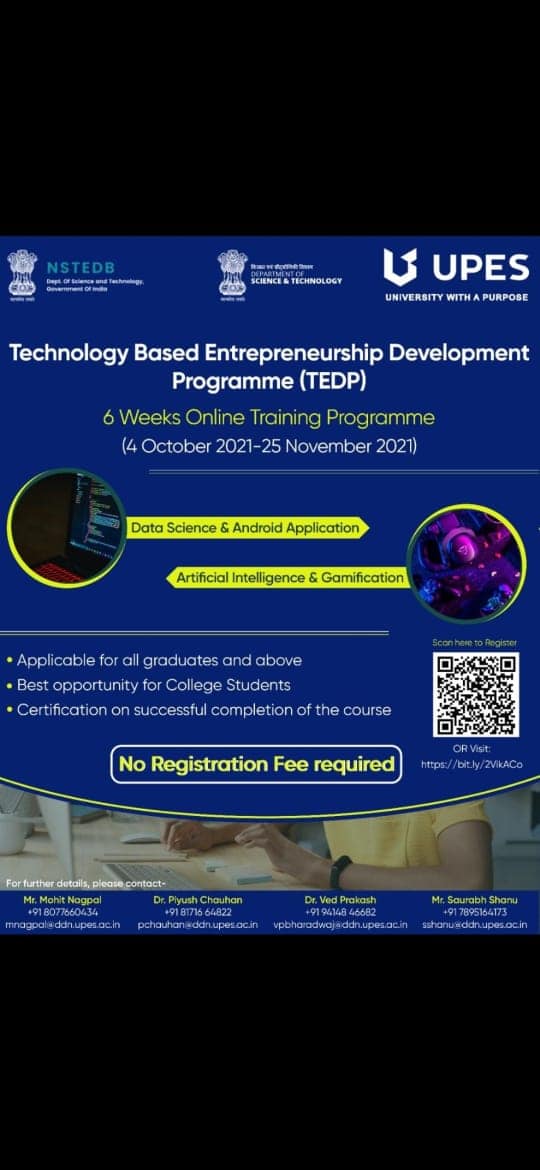 NSTEDB
Dept. Of Science and Technology,
Government Of India
विज्ञान एवं प्रौद्योगिकी विभाग
DEPARTMENT OF
SCIENCE & TECHNOLOGY
UPES
UNIVERSITY WITH A PURPOSE
Technology Based Entrepreneurship Development
Programme (TEDP)
6 Weeks Online Training Programme
(4 October 2021-25 November 2021)
Data Science & Android Application
Artificial Intelligence & Gamification
• Applicable for all graduates and above
• Best opportunity for College Students
• Certification on successful completion of the course
Scan here to Register
OR Visit:
https://bit.ly/2VikACo
No Registration Fee required
For further details, please contact-
Mr. Mohit Nagpal
+91 8077660434
mnagpal@ddn.upes.ac.in
Dr. Piyush Chauhan
+91 81716 64822
pchauhan@ddn.upes.ac.in
Dr. Ved Prakash
+91 94148 46682
vpbharadwaj@ddn.upes.ac.in
Mr. Saurabh Shanu
+91 7895164173
sshanu@ddn.upes.ac.in